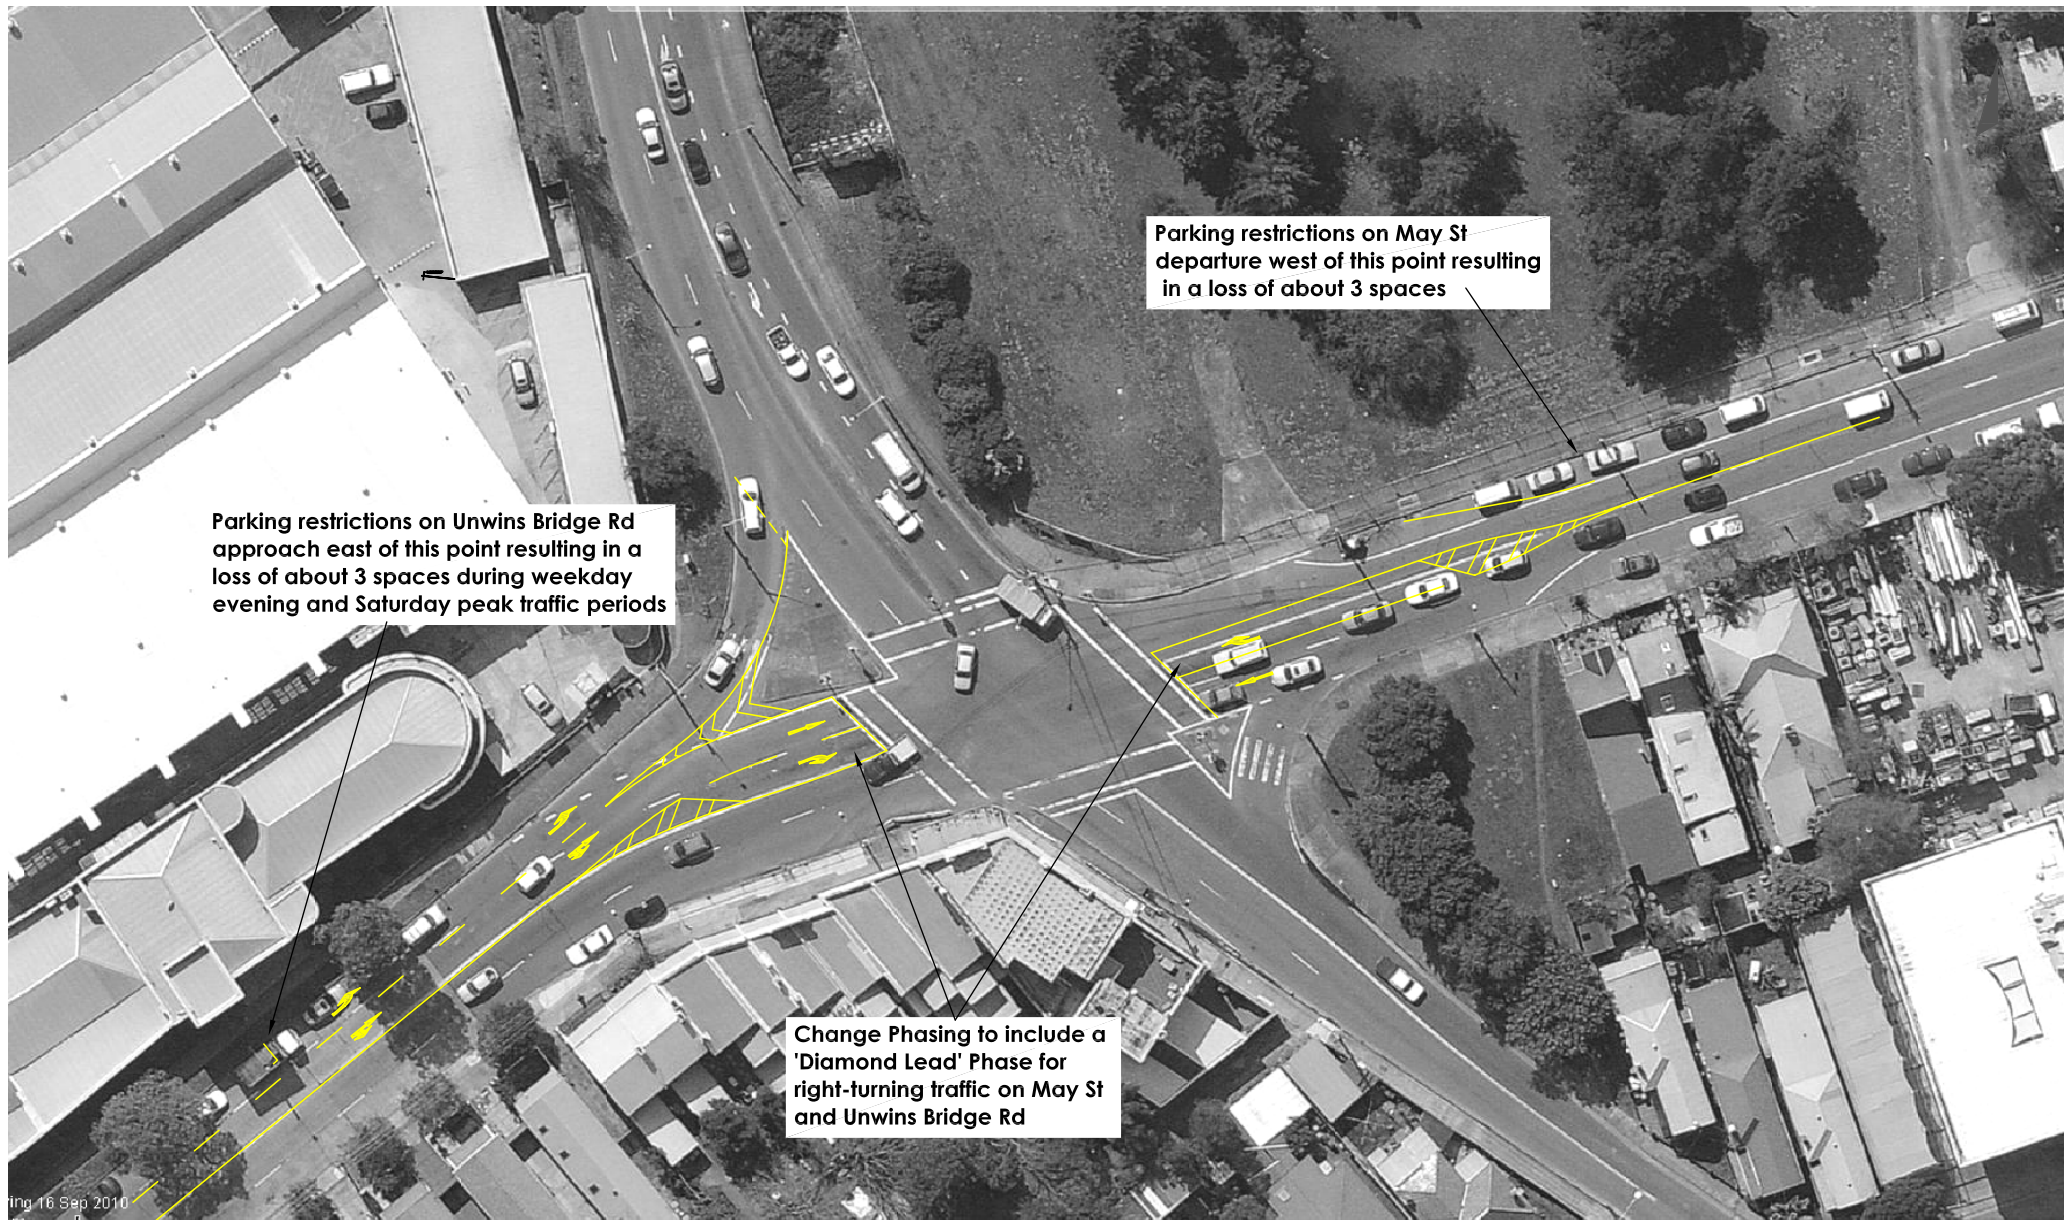 Parking restrictions on May St
departure west of this point resulting
in a loss of about 3 spaces
Parking restrictions on Unwins Bridge Rd
approach east of this point resulting in a
loss of about 3 spaces during weekday
evening and Saturday peak traffic periods
Change Phasing to include a
'Diamond Lead' Phase for
right-turning traffic on May St
and Unwins Bridge Rd
ing 16 Sep 2010